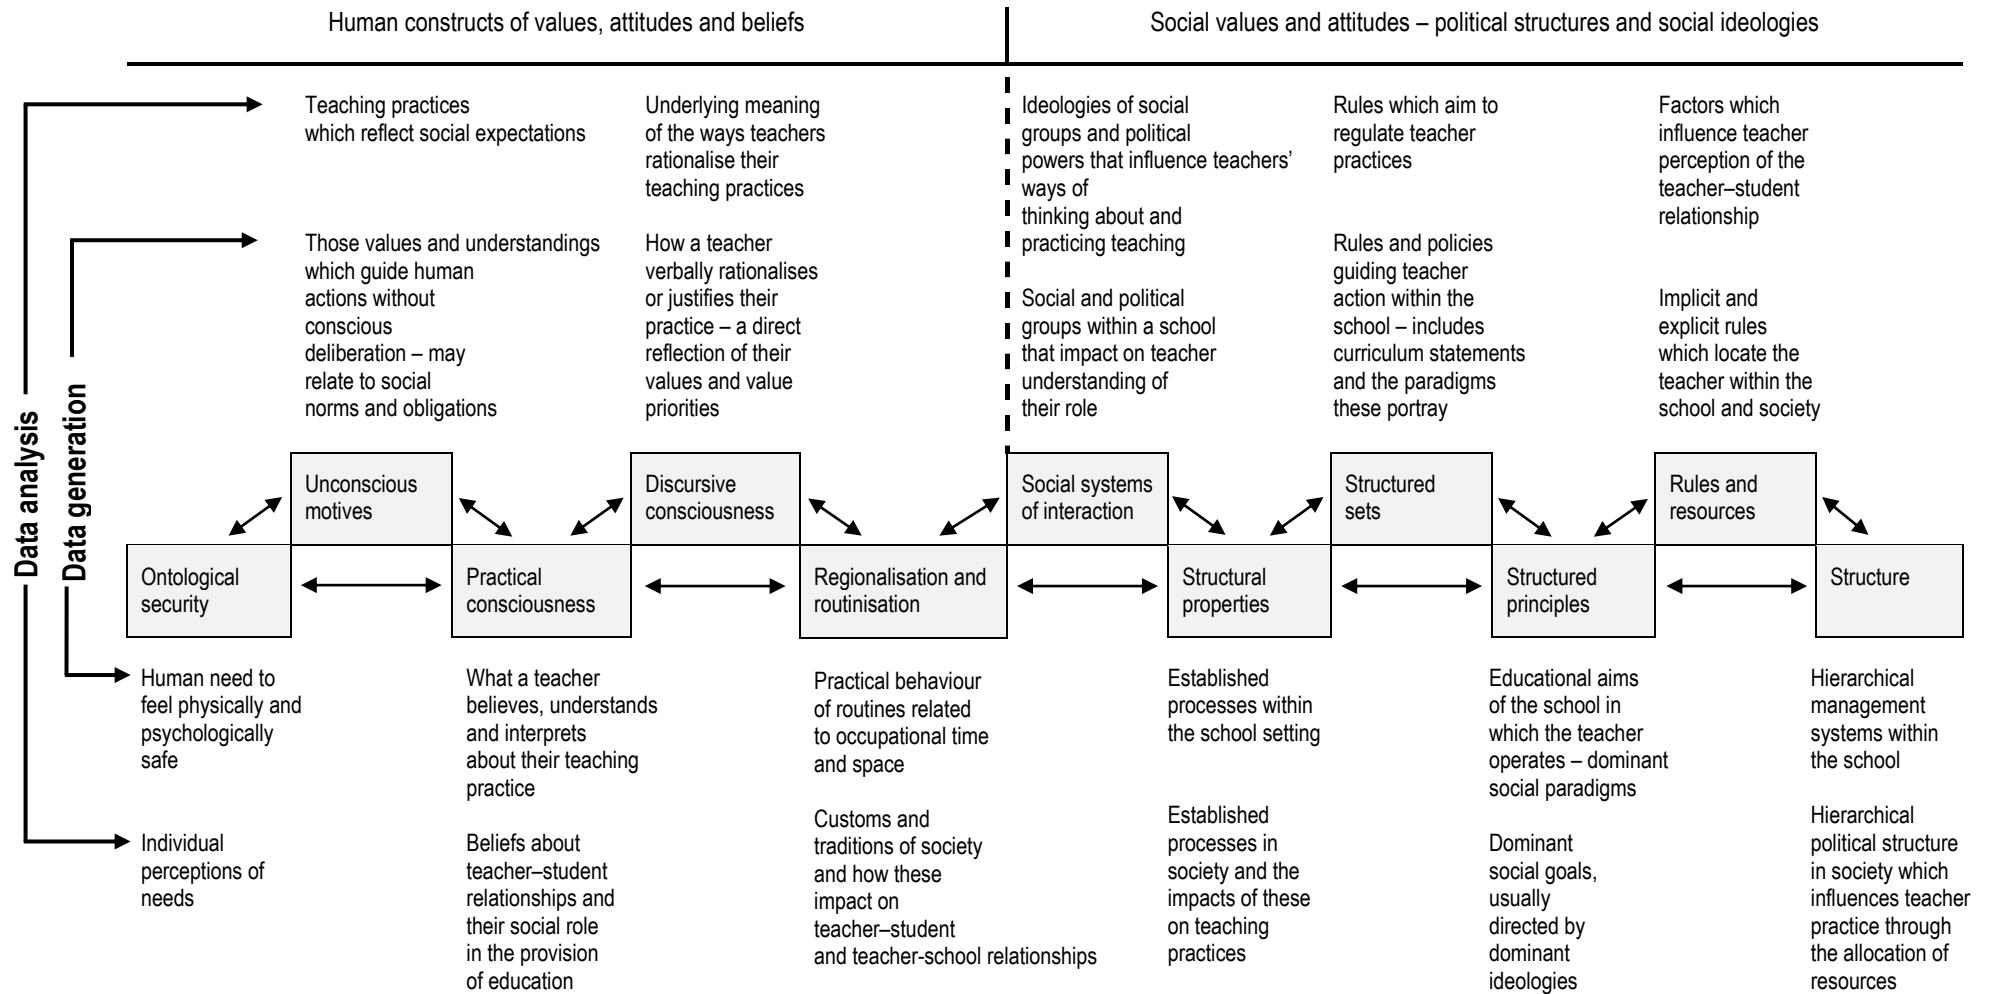 Human constructs of values, attitudes and beliefs
Social values and attitudes – political structures and social ideologies
Data analysis
Data generation
Teaching practices
which reflect social expectations
Underlying meaning
of the ways teachers
rationalise their
teaching practices
Ideologies of social
groups and political
powers that influence teachers’
ways of
thinking about and
practicing teaching
Rules which aim to
regulate teacher
practices
Factors which
influence teacher
perception of the
teacher–student
relationship
Those values and understandings
which guide human
actions without
conscious
deliberation – may
relate to social
norms and obligations
How a teacher
verbally rationalises
or justifies their
practice – a direct
reflection of their
values and value
priorities
Social and political
groups within a school
that impact on teacher
understanding of
their role
Rules and policies
guiding teacher
action within the
school – includes
curriculum statements
and the paradigms
these portray
Implicit and
explicit rules
which locate the
teacher within the
school and society
Unconscious
motives
Discursive
consciousness
Social systems
of interaction
Structured
sets
Rules and
resources
Ontological
security
Practical
consciousness
Regionalisation and
routinisation
Structural
properties
Structured
principles
Structure
Human need to
feel physically and
psychologically
safe
What a teacher
believes, understands
and interprets
about their teaching
practice
Practical behaviour
of routines related
to occupational time
and space
Established
processes within
the school setting
Educational aims
of the school in
which the teacher
operates – dominant
social paradigms
Hierarchical
management
systems within
the school
Individual
perceptions of
needs
Beliefs about
teacher–student
relationships and
their social role
in the provision
of education
Customs and
traditions of society
and how these
impact on
teacher–student
and teacher-school relationships
Established
processes in
society and the
impacts of these
on teaching
practices
Dominant
social goals,
usually
directed by
dominant
ideologies
Hierarchical
political structure
in society which
influences teacher
practice through
the allocation of
resources